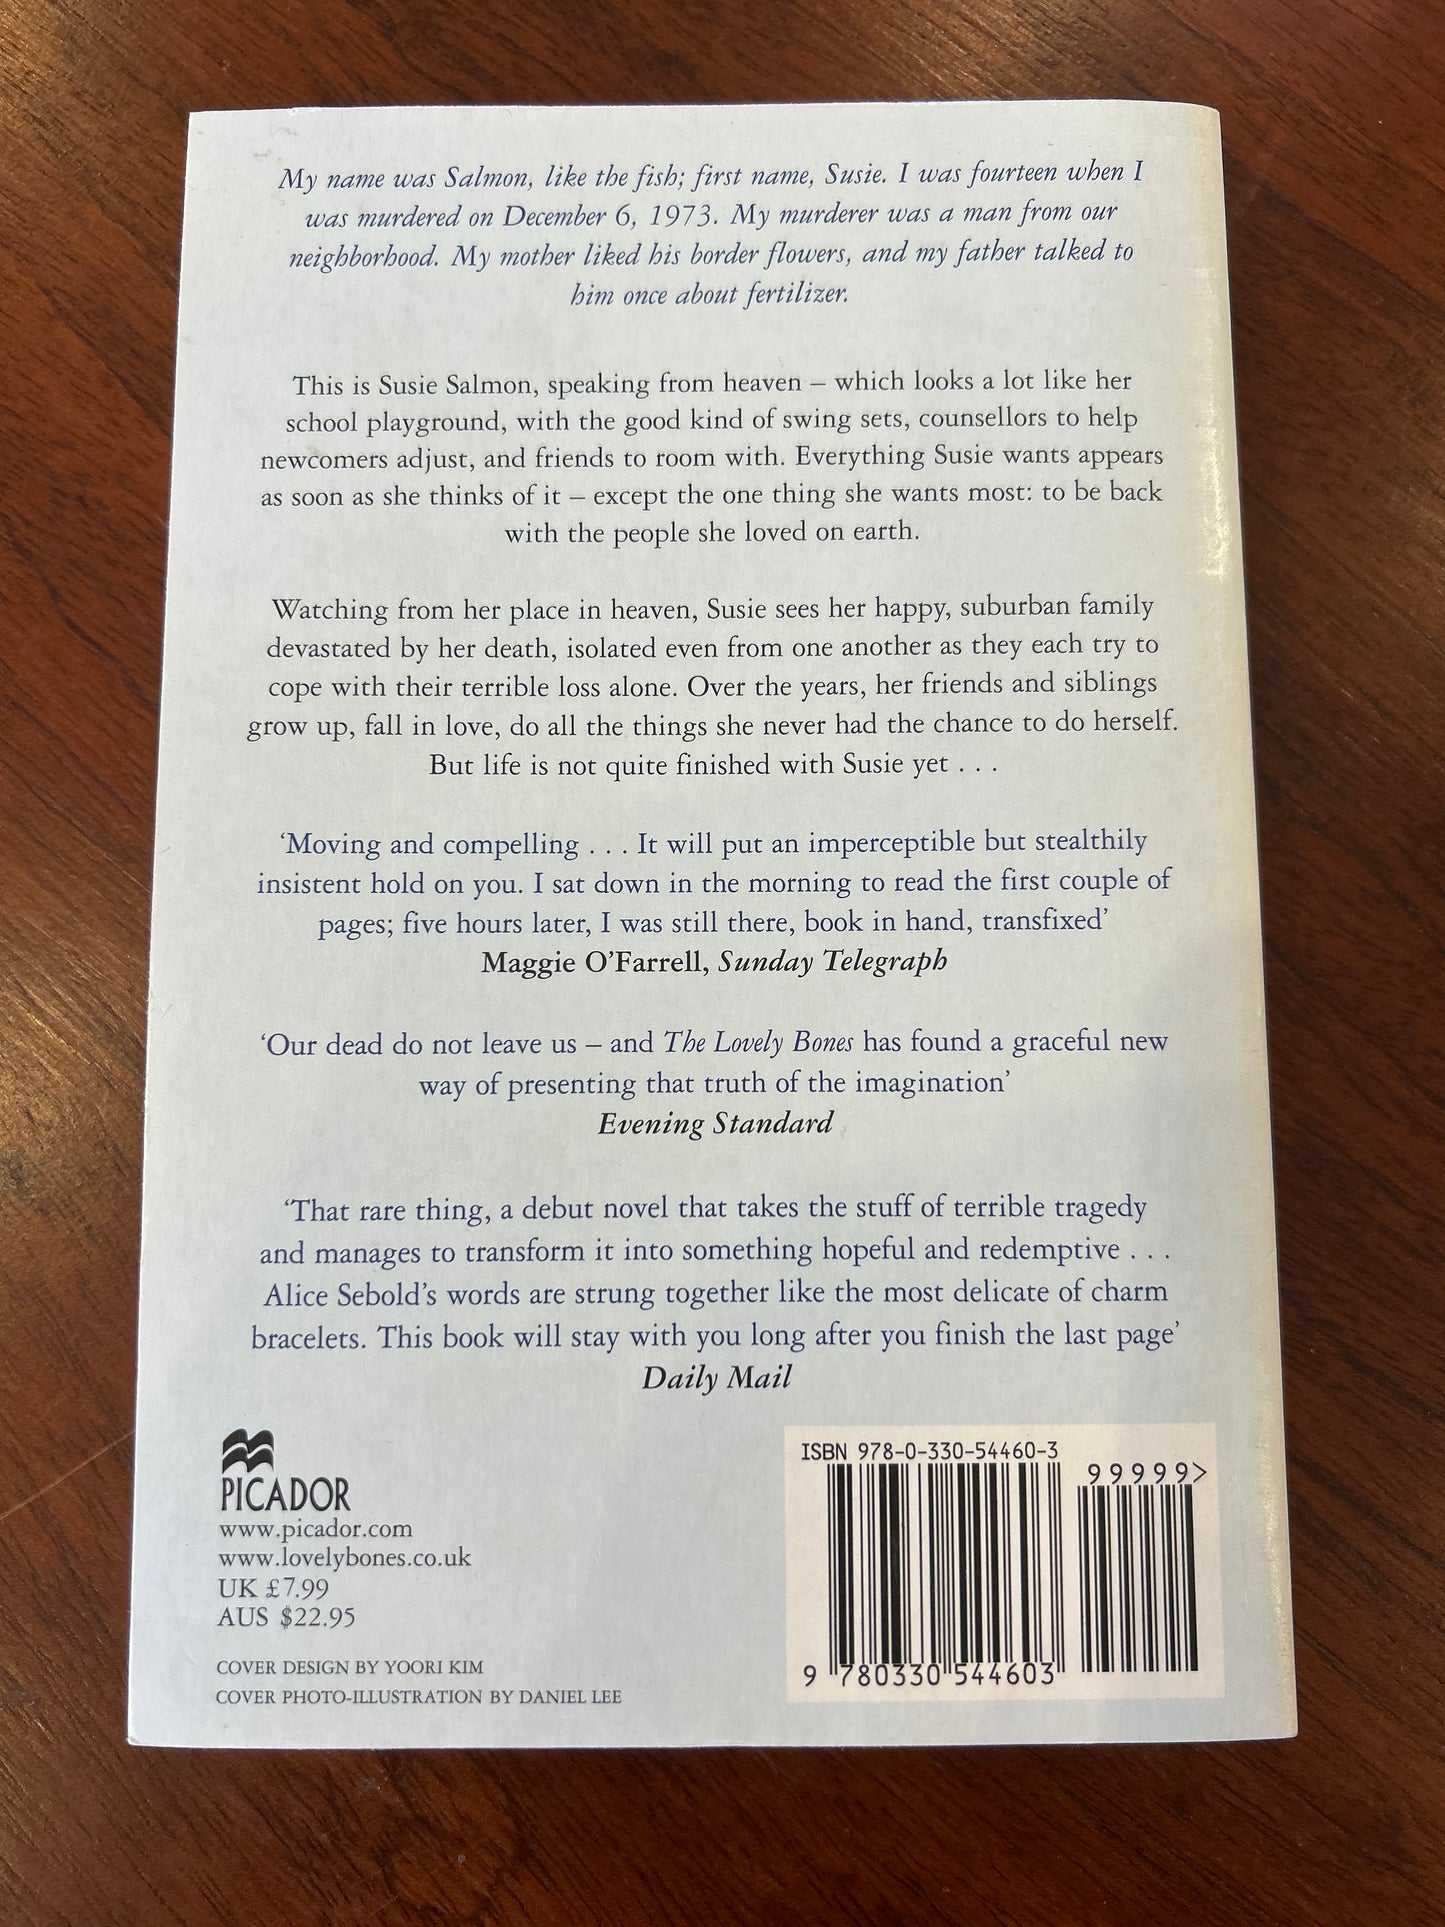 My name was Salmon, like the fish; first name, Susie. I was fourteen when I
was murdered on December 6, 1973. My murderer was a man from our
neighborhood. My mother liked his border flowers, and my father talked to
him once about fertilizer.
This is Susie Salmon, speaking from heaven – which looks a lot like her
school playground, with the good kind of swing sets, counsellors to help
newcomers adjust, and friends to room with. Everything Susie wants appears
as soon as she thinks of it – except the one thing she wants most: to be back
with the people she loved on earth.
Watching from her place in heaven, Susie sees her happy, suburban family
devastated by her death, isolated even from one another as they each try to
cope with their terrible loss alone. Over the years, her friends and siblings
grow up, fall in love, do all the things she never had the chance to do herself.
But life is not quite finished with Susie yet . . .
‘Moving and compelling . . . It will put an imperceptible but stealthily
insistent hold on you. I sat down in the morning to read the first couple of
pages; five hours later, I was still there, book in hand, transfixed’
Maggie O’Farrell, Sunday Telegraph
‘Our dead do not leave us – and The Lovely Bones has found a graceful new
way of presenting that truth of the imagination’
Evening Standard
‘That rare thing, a debut novel that takes the stuff of terrible tragedy
and manages to transform it into something hopeful and redemptive . . .
Alice Sebold’s words are strung together like the most delicate of charm
bracelets. This book will stay with you long after you finish the last page’
Daily Mail
PICADOR
www.picador.com
www.lovelybones.co.uk
UK £7.99
AUS $22.95
COVER DESIGN BY YOORI KIM
COVER PHOTO-ILLUSTRATION BY DANIEL LEE
ISBN 978-0-330-54460-3
99999>
9 780330 544603